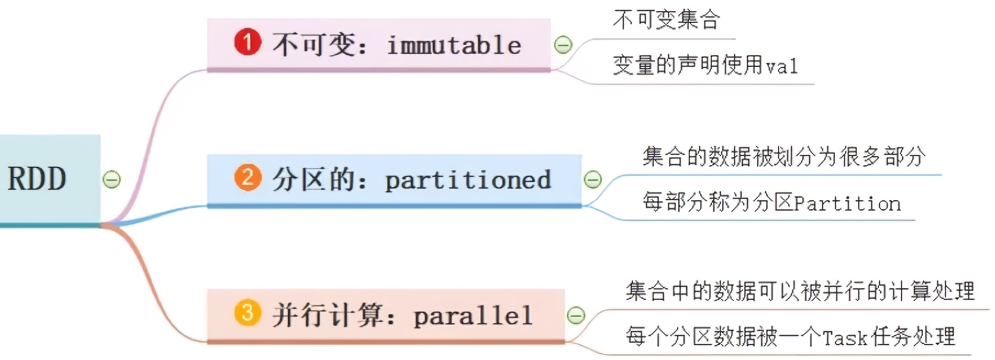 RDD
1 不可变：immutable
不可变集合
变量的声明使用val
2 分区的：partitioned
集合的数据被划分为很多部分
每部分称为分区Partition
3 并行计算：parallel
集合中的数据可以被并行的计算处理
每个分区数据被一个Task任务处理